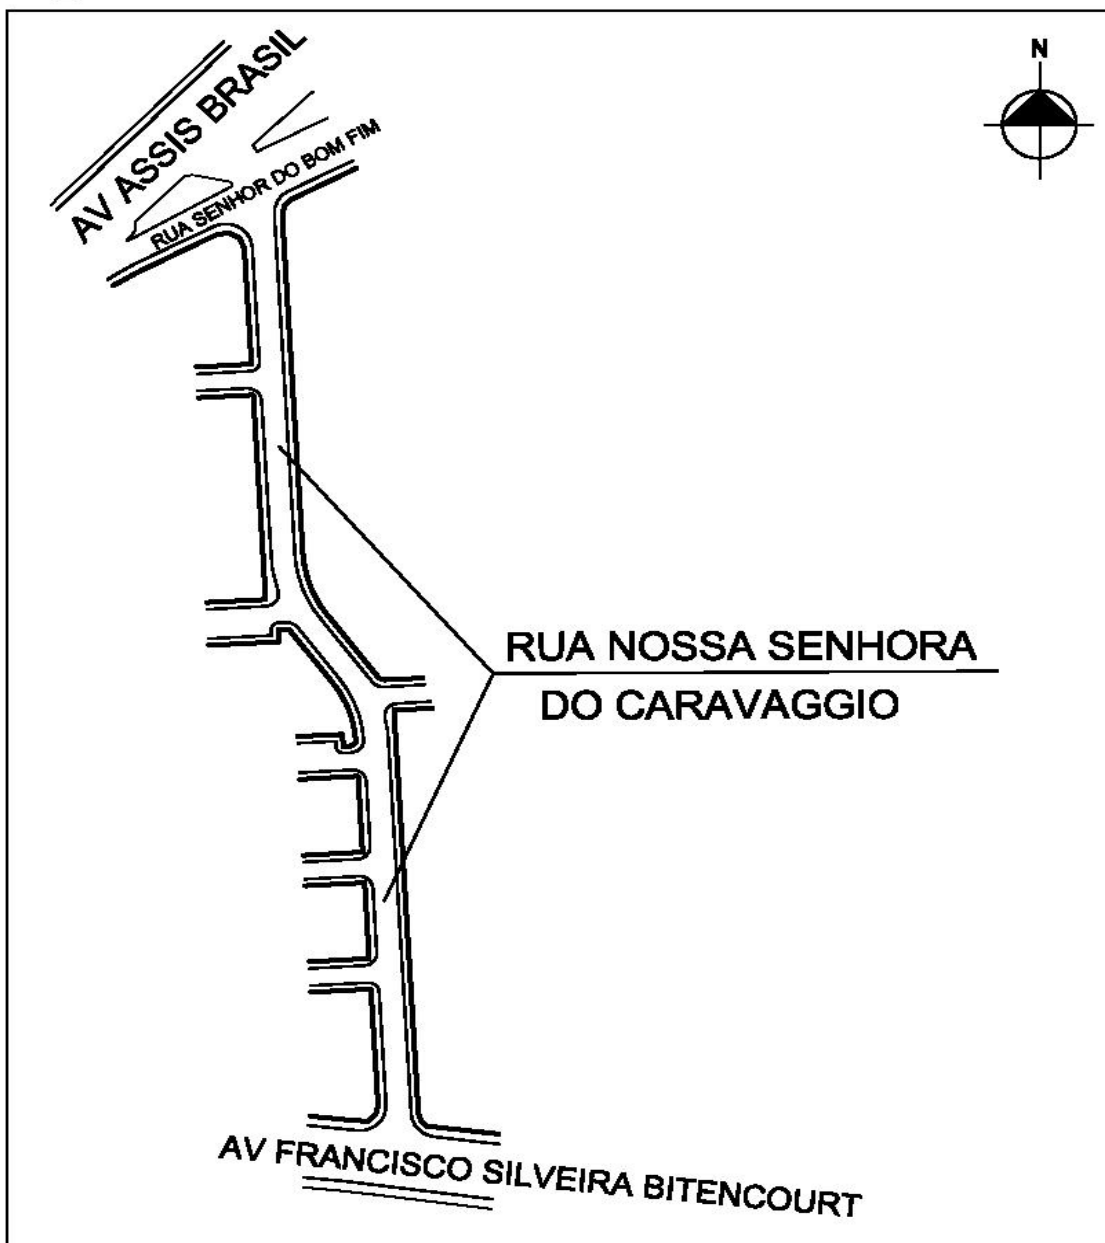 N
AV ASSIS BRASIL
RUA SENHOR DO BOM FIM
RUA NOSSA SENHORA
DO CARAVAGGIO
AV FRANCISCO SILVEIRA BITENCOURT